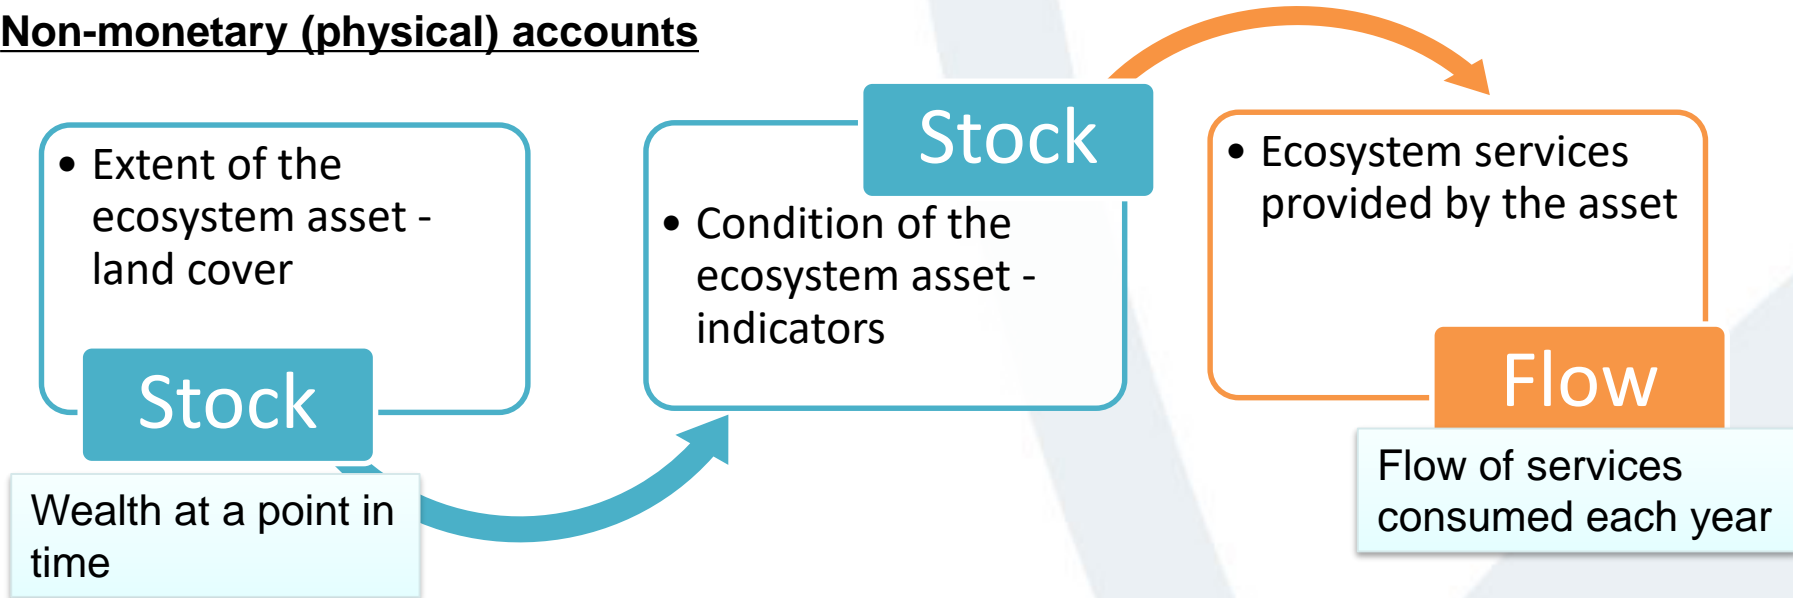 Non-monetary (physical) accounts
• Extent of the
ecosystem asset -
land cover
Stock
Wealth at a point in
time
Stock
• Condition of the
ecosystem asset -
indicators
• Ecosystem services
provided by the asset
Flow
Flow of services
consumed each year